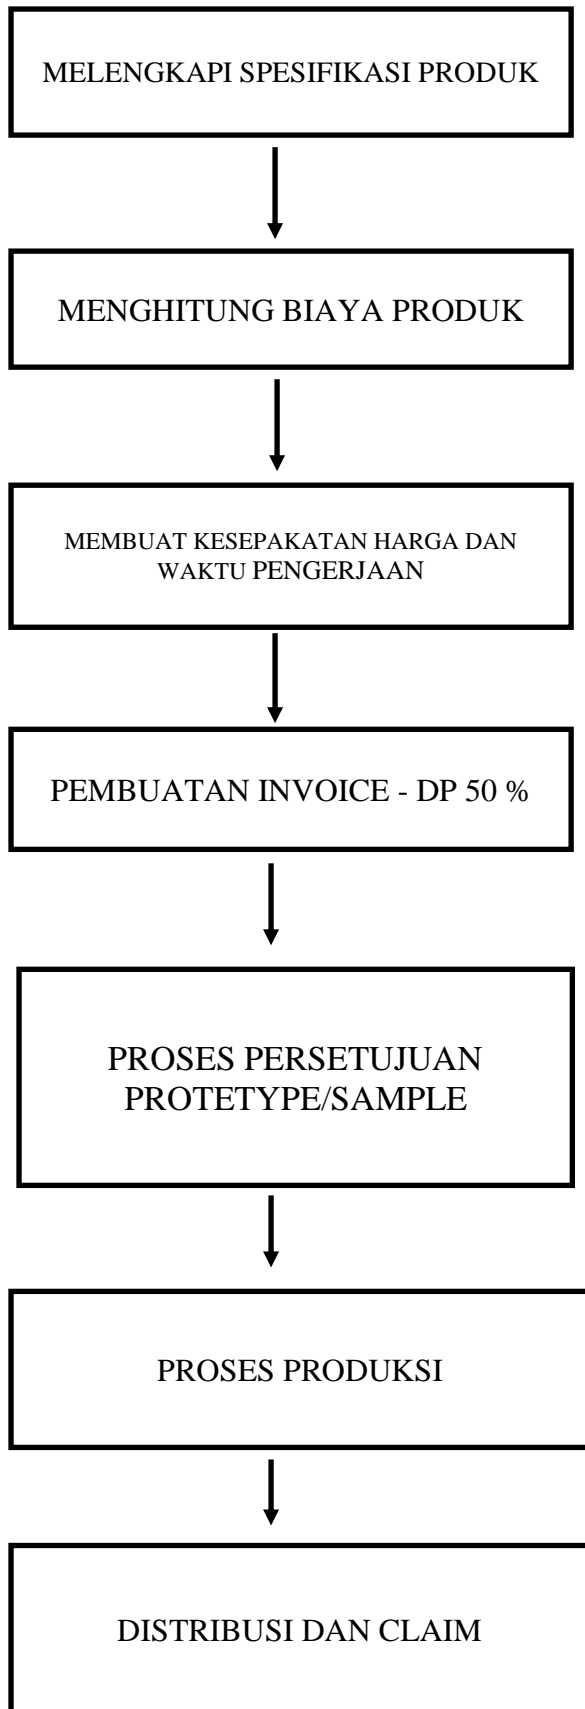 MELENGKAPI SPESIFIKASI PRODUK
MENGHITUNG BIAYA PRODUK
MEMBUAT KESEPAKATAN HARGA DAN
WAKTU PENGERJAAN
PEMBUATAN INVOICE - DP 50 %
PROSES PERSETUJUAN
PROTETYPE/SAMPLE
PROSES PRODUKSI
DISTRIBUSI DAN CLAIM